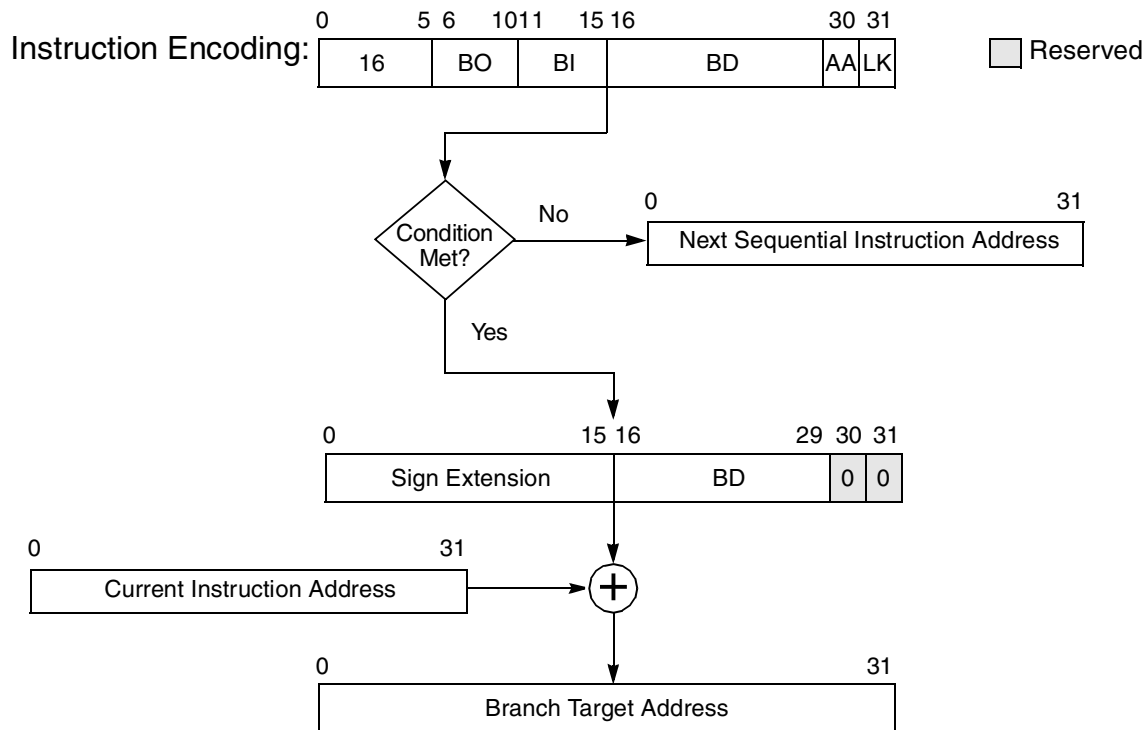 0 5 6 10 11 15 16 30 31
Instruction Encoding: 16 BO BI BD AA LK Reserved
Condition
Met?
No
0 31
Next Sequential Instruction Address
Yes
0 15 16 29 30 31
Sign Extension BD 0 0
0 31
Current Instruction Address +
0 31
Branch Target Address